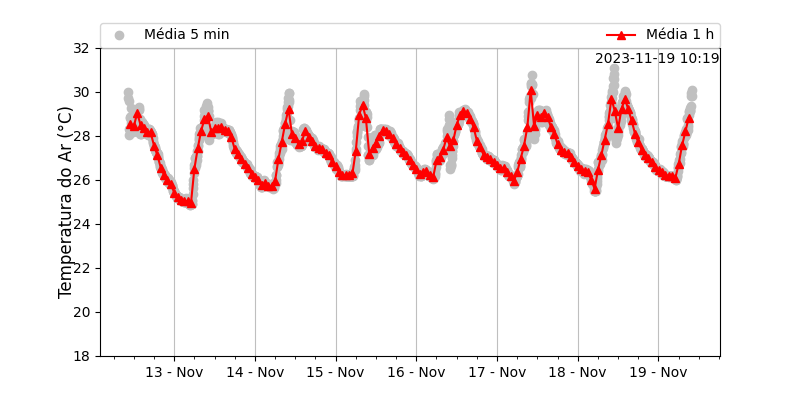 Média 5 min
Média 1 h
2023-11-19 10:19
Temperatura do Ar (°C)
32
30
28
26
24
22
20
18
13 - Nov
14 - Nov
15 - Nov
16 - Nov
17 - Nov
18 - Nov
19 - Nov